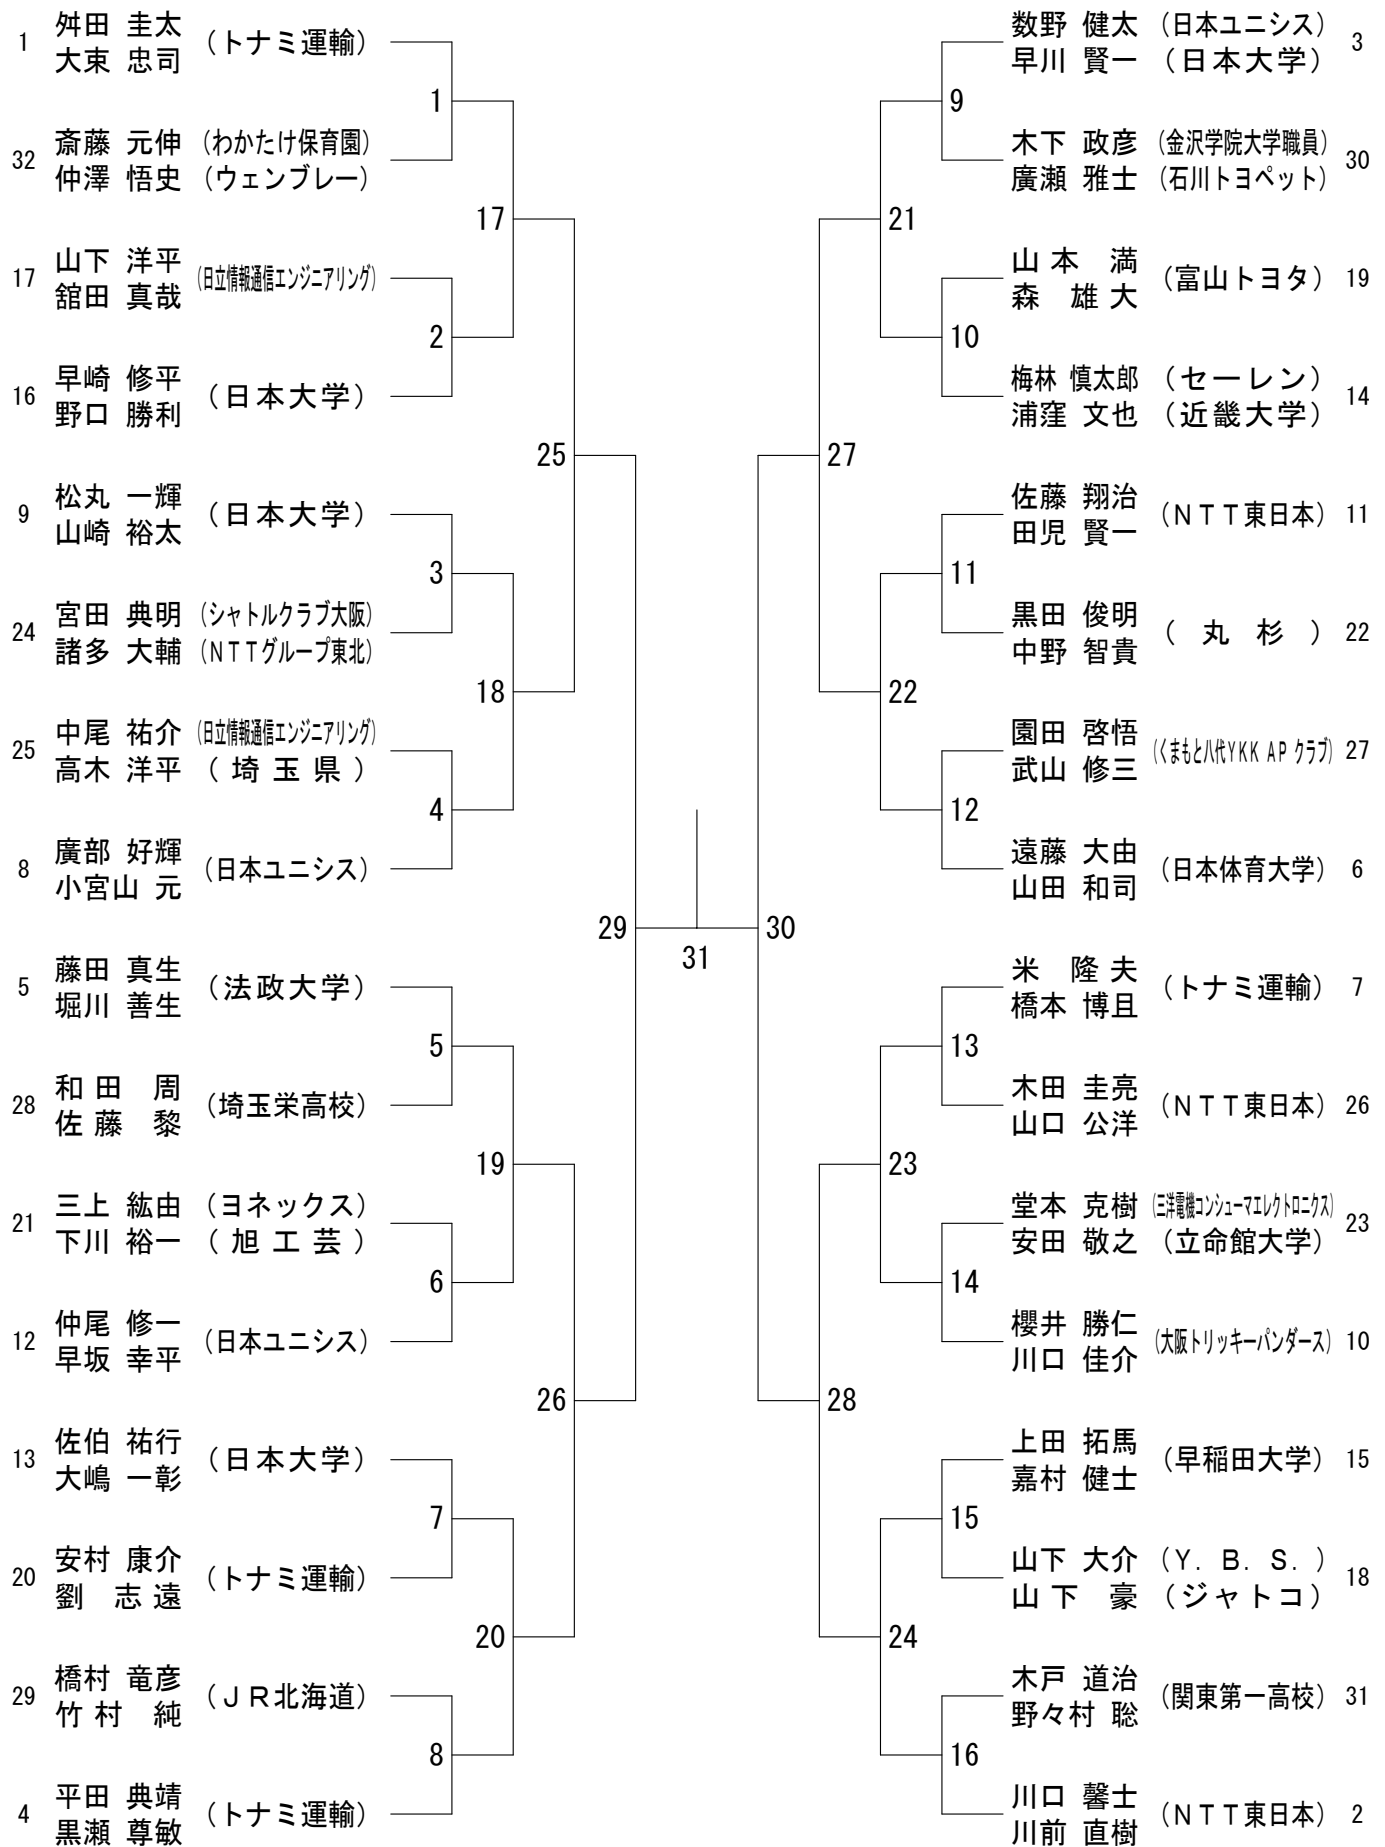 1 舛田 圭太 (トナミ運輸)
大束 忠司
1
32 斎藤 元伸 (わかたけ保育園)
仲澤 悟史 (ウェンブレー)
17
17 山下 洋平 (日立情報通信エンジニアリング)
舘田 真哉
2
16 早崎 修平 (日本大学)
野口 勝利
25
9 松丸 一輝 (日本大学)
山崎 裕太
3
24 宮田 典明 (シャトルクラブ大阪)
諸多 大輔 (NTTグループ東北)
18
25 中尾 祐介 (日立情報通信エンジニアリング)
高木 洋平 (埼玉県)
4
8 廣部 好輝 (日本ユニシス)
小宮山 元
29
5 藤田 真生 (法政大学)
堀川 善生
5
28 和田 周 (埼玉栄高校)
佐藤 黎
19
21 三上 紘由 (ヨネックス)
下川 裕一 (旭工芸)
6
12 仲尾 修一 (日本ユニシス)
早坂 幸平
26
13 佐伯 祐行 (日本大学)
大嶋 一彰
7
20 安村 康介 (トナミ運輸)
劉 志遠
20
29 橋村 竜彦 (JR北海道)
竹村 純
8
4 平田 典靖 (トナミ運輸)
黒瀬 尊敏
31
数野 健太 (日本ユニシス) 3
早川 賢一 (日本大学)
9
木下 政彦 (金沢学院大学職員) 30
廣瀬 雅士 (石川トヨペット)
21
山本 満 (富山トヨタ) 19
森 雄大
10
梅林 慎太郎 (セーレン) 14
浦窪 文也 (近畿大学)
27
佐藤 翔治 (NTT東日本) 11
田児 賢一
11
黒田 俊明 (丸杉) 22
中野 智貴
22
園田 啓悟 (くまもと八代YKK AP クラブ) 27
武山 修三
12
遠藤 大由 (日本体育大学) 6
山田 和司
30
米 隆夫 (トナミ運輸) 7
橋本 博且
13
木田 圭亮 (NTT東日本) 26
山口 公洋
23
堂本 克樹 (三洋電機コンシューマエレクトロニクス) 23
安田 敬之 (立命館大学)
14
櫻井 勝仁 (大阪トリッキーパンダース) 10
川口 佳介
28
上田 拓馬 (早稲田大学) 15
嘉村 健士
15
山下 大介 (Y. B. S. ) 18
山下 豪 (ジャトコ)
24
木戸 道治 (関東第一高校) 31
野々村 聡
16
川口 馨士 (NTT東日本) 2
川前 直樹